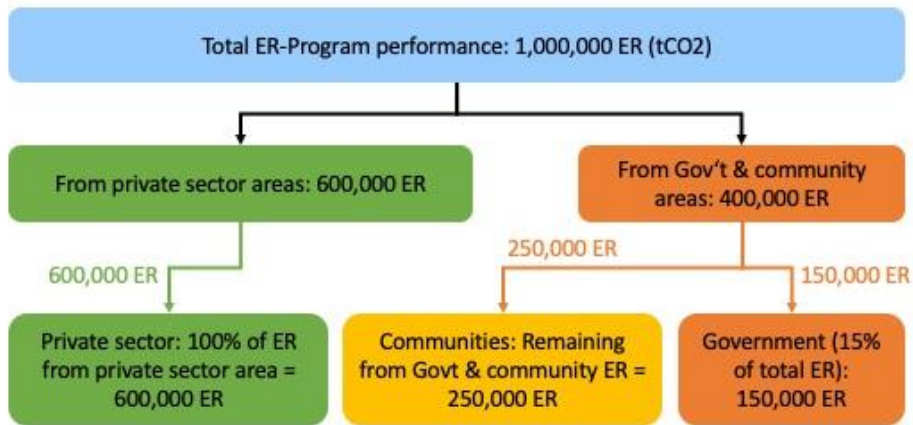 Total ER-Program performance: 1,000,000 ER (tCO2)
From private sector areas: 600,000 ER
From Gov‘t & community
areas: 400,000 ER
600,000 ER
250,000 ER
150,000 ER
Private sector: 100% of ER
from private sector area =
600,000 ER
Communities: Remaining
from Govt & community ER =
250,000 ER
Government (15%
of total ER):
150,000 ER